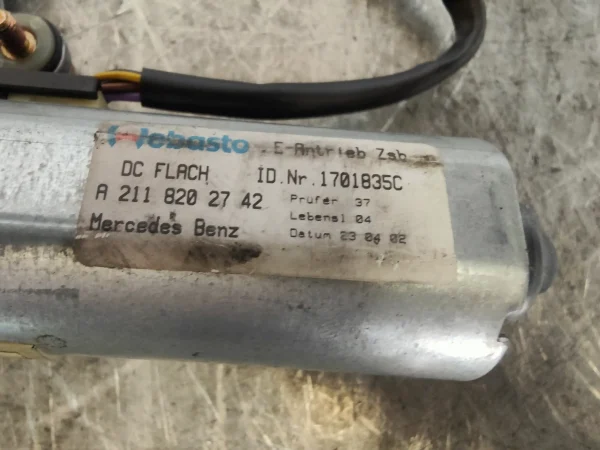 Webasto E-Antrieb Zsb
DC FLACH ID.Nr.1701835C
A 211 820 27 42 Prüfer 37
Lebensl 04
Mercedes Benz Datum 23 04 02